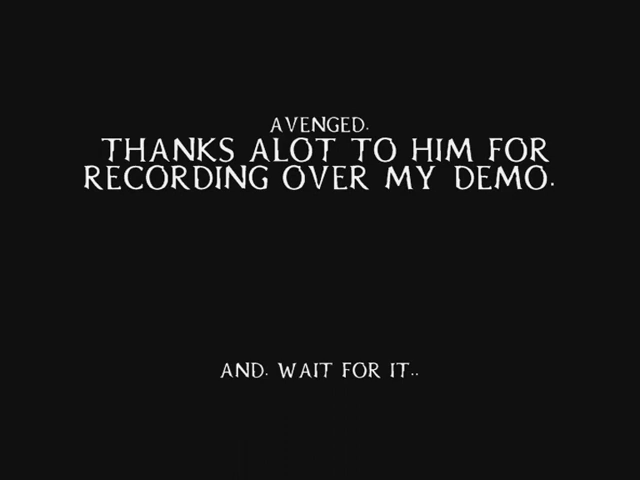 AVENGED.
THANKS ALOT TO HIM FOR
RECORDING OVER MY DEMO.
AND. WAIT FOR IT..